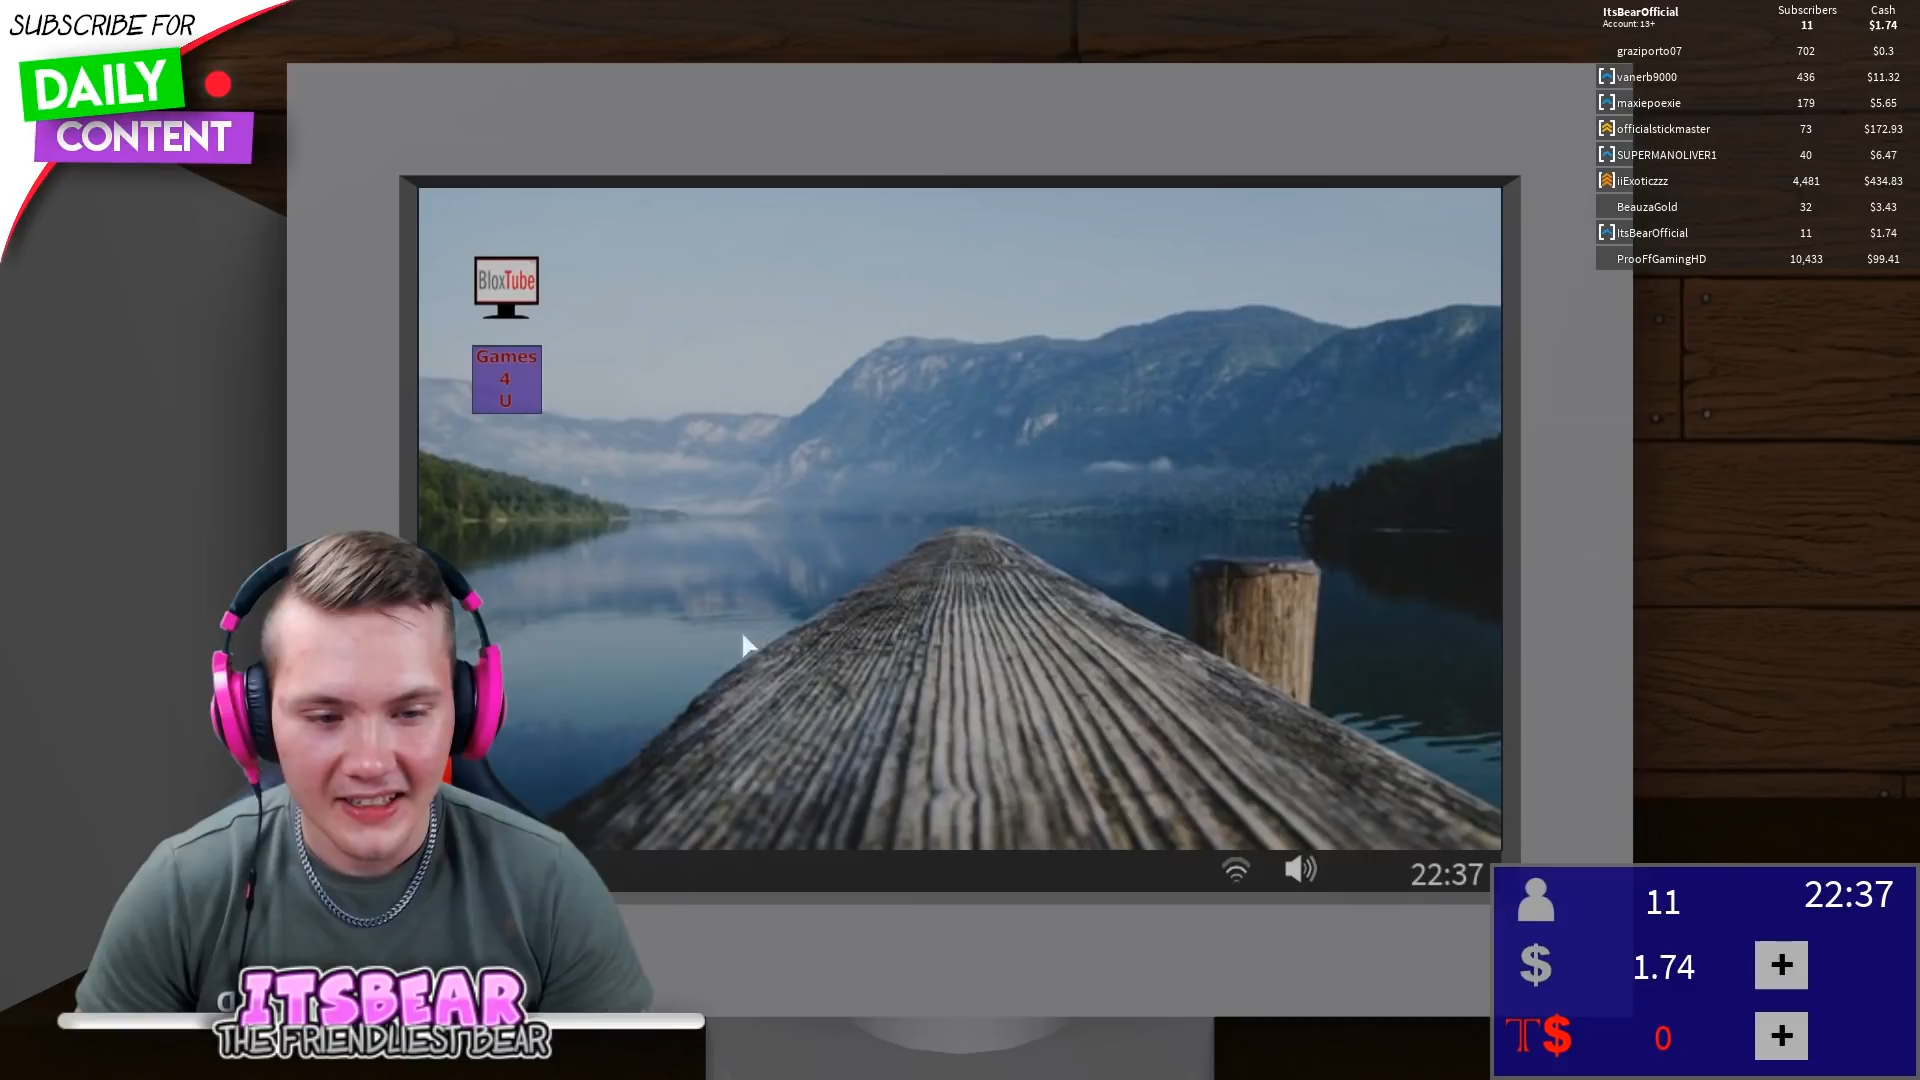 SUBSCRIBE FOR
DAILY
CONTENT
ItsBearOfficial Subscribers Cash
Account: 13+ 11 $1.74
graziporto07 702 $0.3
vanerb9000 436 $11.32
maxiepoexie 179 $5.65
officialstickmaster 73 $172.93
SUPERMANOLIVER1 40 $6.47
iiExoticzzz 4,481 $434.83
BeauzaGold 32 $3.43
ItsBearOfficial 11 $1.74
ProoFfGamingHD 10,433 $99.41
BloxTube
Games
4
U
22:37
11 22:37
$ 1.74 +
T$ 0 +
ITSBEAR
THE FRIENDLIEST BEAR